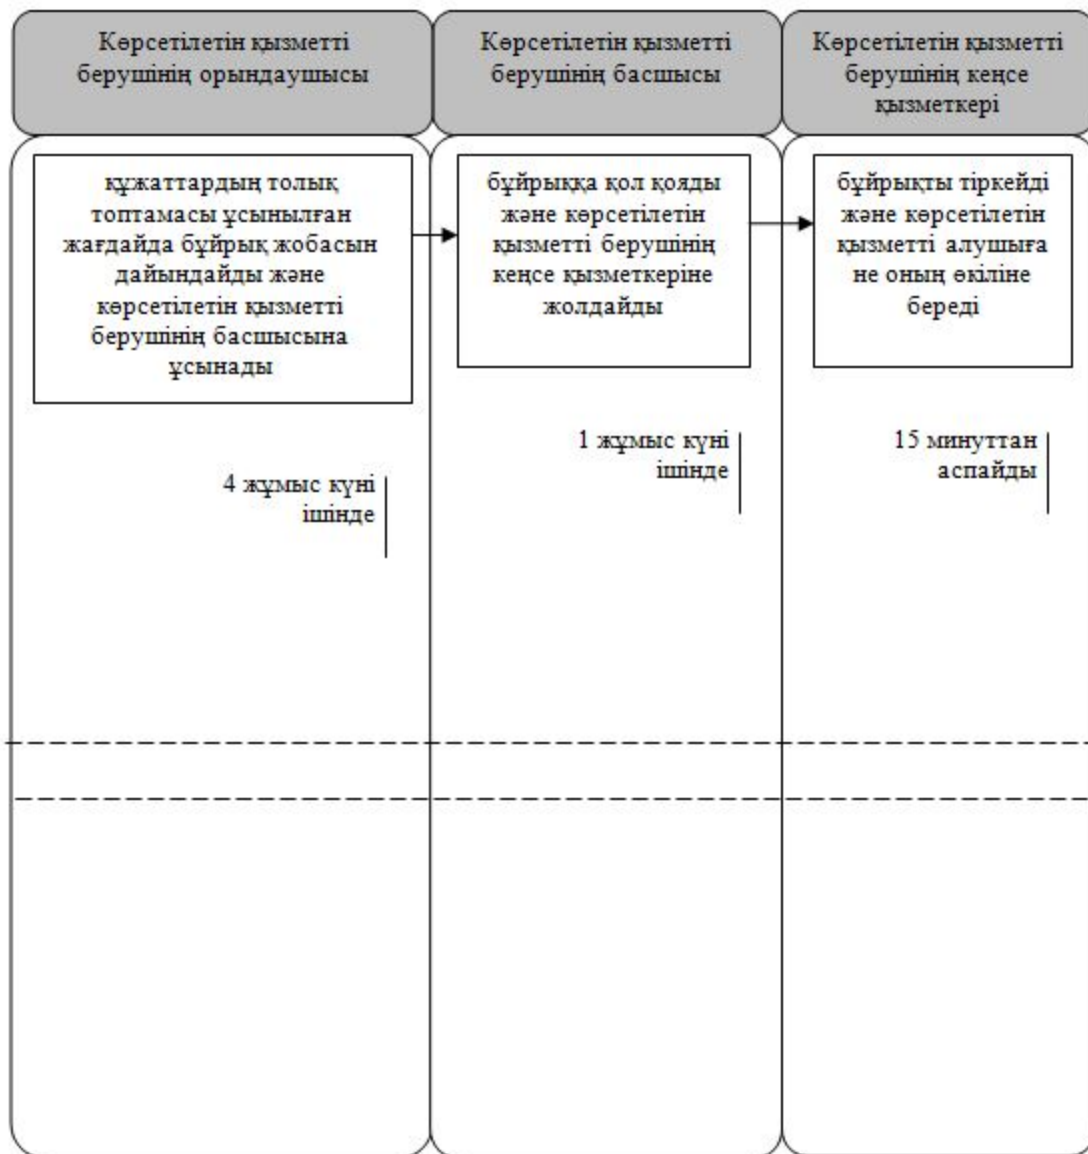 Көрсетілетін қызметті
берушінің орындаушысы
Көрсетілетін қызметті
берушінің басшысы
Көрсетілетін қызметті
берушінің кеңсе
қызметкері
құжаттардың толық
топтамасы ұсынылған
жағдайда бұйрық жобасын
дайындайды және
көрсетілетін қызметті
берушінің басшысына
ұсынады
бұйрыққа қол қояды
және көрсетілетін
қызметті берушінің
кеңсе қызметкеріне
жолдайды
бұйрықты тіркейді
және көрсетілетін
қызметті алушыға
не оның өкіліне
береді
4 жұмыс күні
ішінде
1 жұмыс күні
ішінде
15 минуттан
аспайды